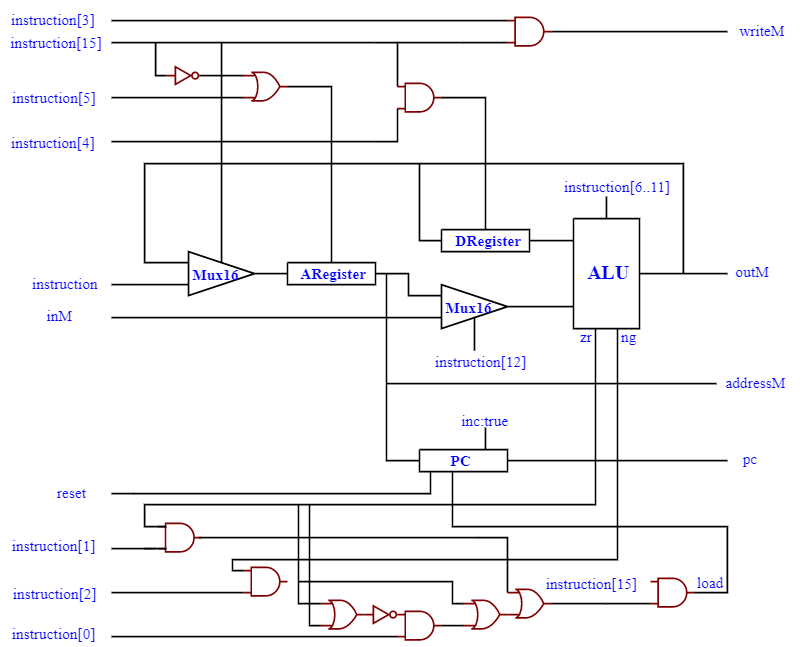 instruction[3]
writeM
instruction[15]
instruction[5]
instruction[4]
instruction[6..11]
DRegister
ALU
Mux16
ARegister
outM
instruction
Mux16
inM
zr
ng
instruction[12]
addressM
inc:true
PC
pc
reset
instruction[1]
instruction[15]
load
instruction[2]
instruction[0]